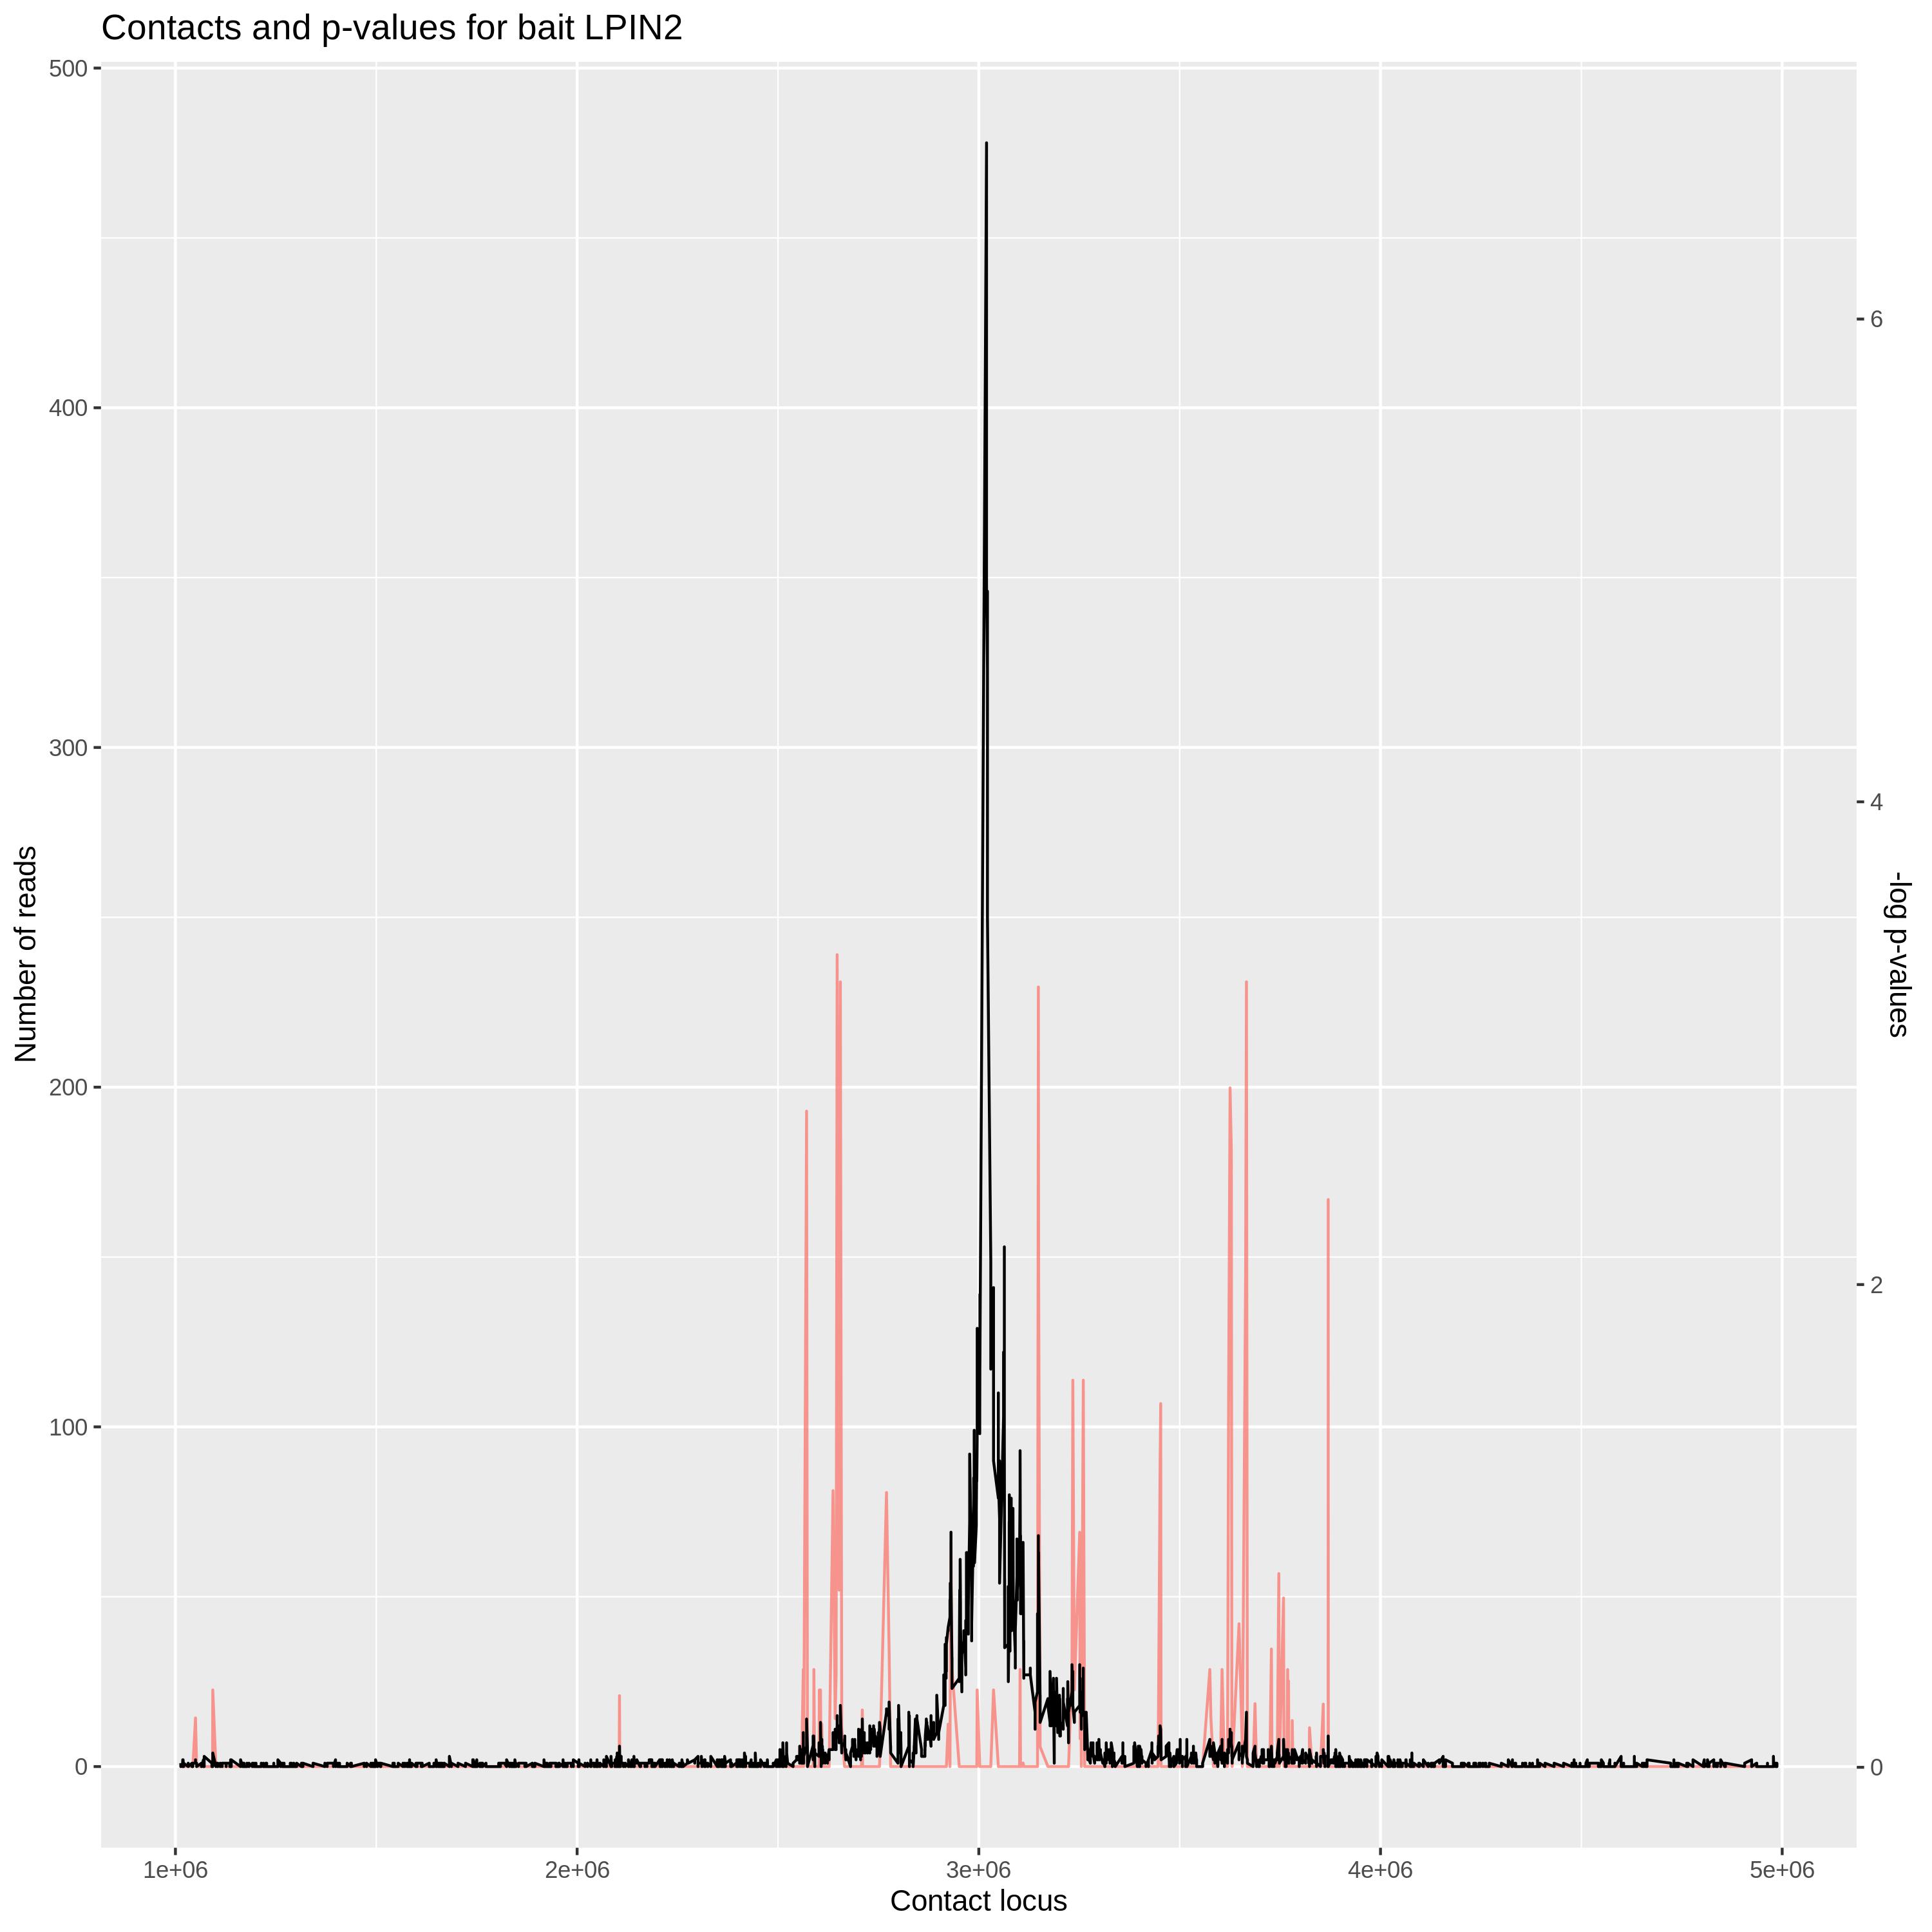 Contacts and p-values for bait LPIN2
500
400
300
200
100
0
Number of reads
6
4
2
0
-log p-values
1e+06 2e+06 3e+06 4e+06 5e+06
Contact locus